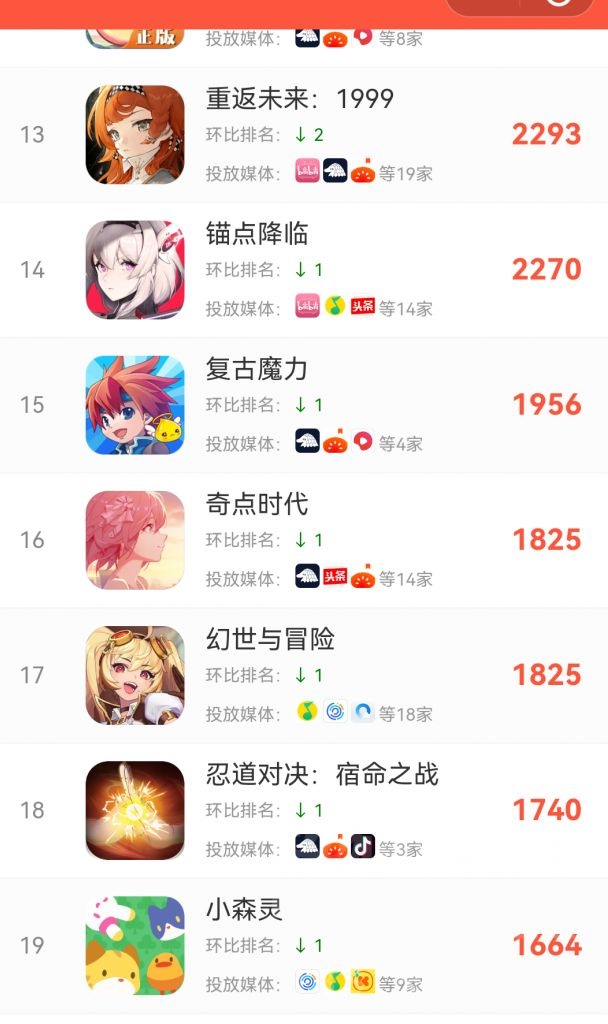 正版
投放媒体： 等8家
13
重返未来：1999
环比排名： ↓ 2
投放媒体： bilibili 等19家
2293
14
锚点降临
环比排名： ↓ 1
投放媒体： bilibili 头条 等14家
2270
15
复古魔力
环比排名： ↓ 1
投放媒体： 等4家
1956
16
奇点时代
环比排名： ↓ 1
投放媒体： 头条 等14家
1825
17
幻世与冒险
环比排名： ↓ 1
投放媒体： 等18家
1825
18
忍道对决：宿命之战
环比排名： ↓ 1
投放媒体： 等3家
1740
19
小森灵
环比排名： ↓ 1
投放媒体： 等9家
1664